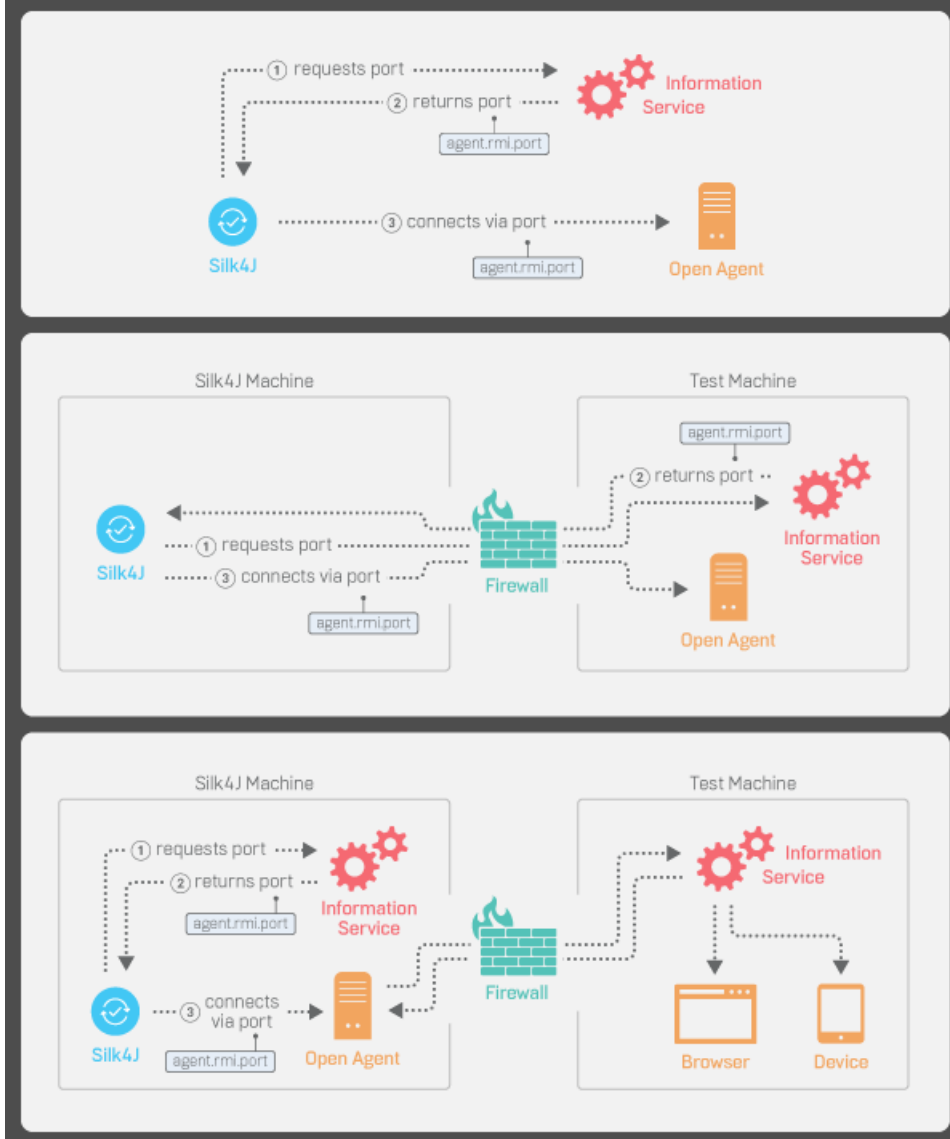 1 requests port
Information
Service
2 returns port
agent.rmi.port
3 connects via port
agent.rmi.port
Silk4J
Open Agent
Silk4J Machine
Test Machine
agent.rmi.port
2 returns port
1 requests port
Information
Service
Silk4J
3 connects via port
Firewall
agent.rmi.port
Open Agent
Silk4J Machine
Test Machine
1 requests port
Information
Service
2 returns port
Information
Service
agent.rmi.port
Firewall
3 connects
via port
Silk4J
agent.rmi.port
Open Agent
Browser
Device